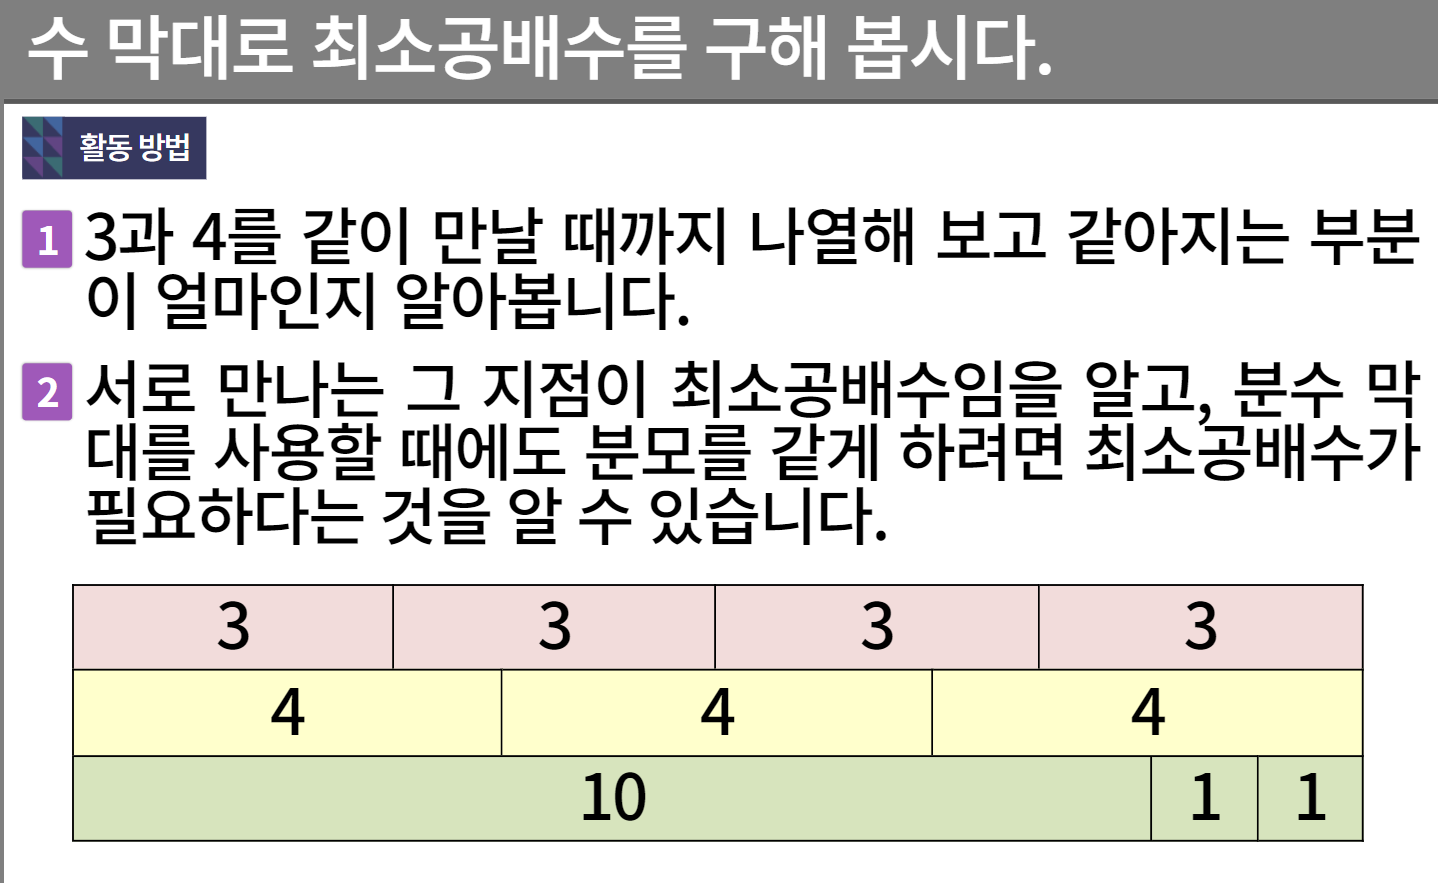 수 막대로 최소공배수를 구해 봅시다.
활동 방법
1 3과 4를 같이 만날 때까지 나열해 보고 같아지는 부분
이 얼마인지 알아봅니다.
2 서로 만나는 그 지점이 최소공배수임을 알고, 분수 막
대를 사용할 때에도 분모를 같게 하려면 최소공배수가
필요하다는 것을 알 수 있습니다.
3 3 3 3
4 4 4
10 1 1